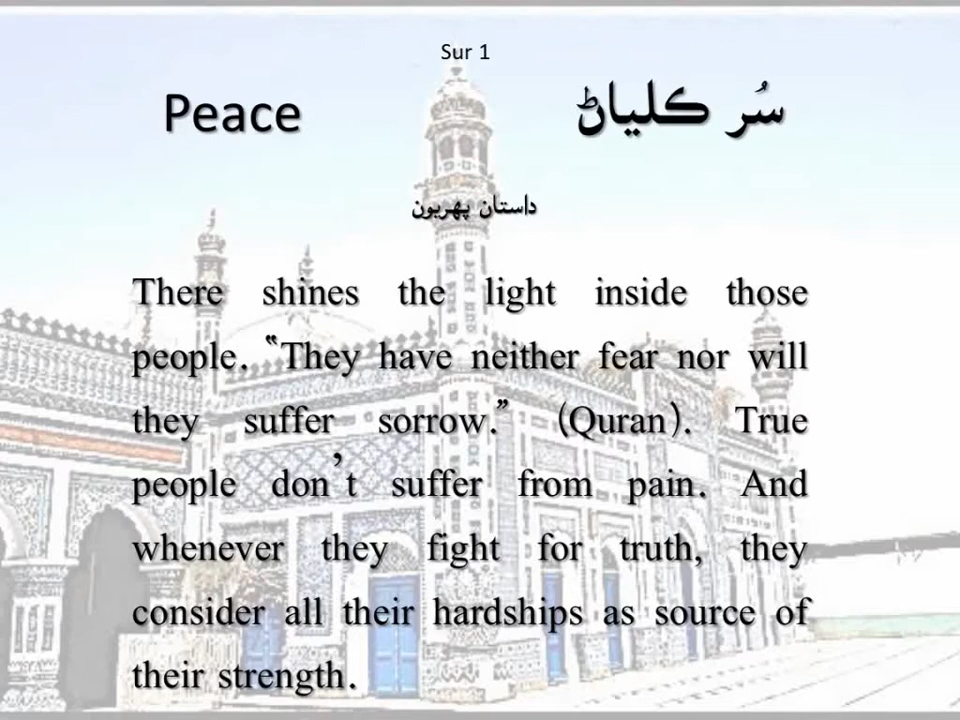 Sur 1
Peace سُر ڪلياڻ
داستان پهريون
There shines the light inside those
people. “They have neither fear nor will
they suffer sorrow.” (Quran). True
people don’t suffer from pain. And
whenever they fight for truth, they
consider all their hardships as source of
their strength.